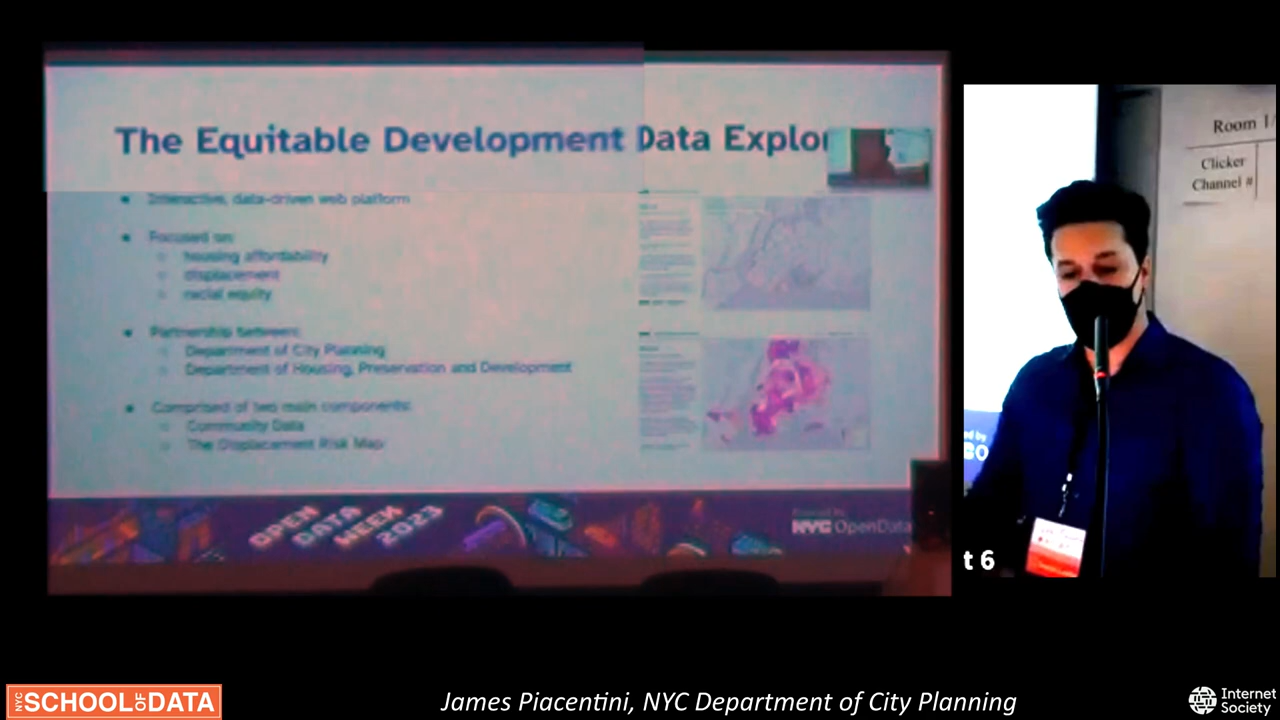 The Equitable Development Data Explor
Interactive, data-driven web platform
Focused on:
housing affordability
displacement
racial equity
Partnership between:
Department of City Planning
Department of Housing, Preservation and Development
Comprised of two main components:
Community Data
The Displacement Risk Map
OPEN
DATA
WEEK
2023
NYC OpenData
Room 1
Clicker
Channel #
ed by
t 6
NYC SCHOOL OF DATA
James Piacentini, NYC Department of City Planning
Internet
Society